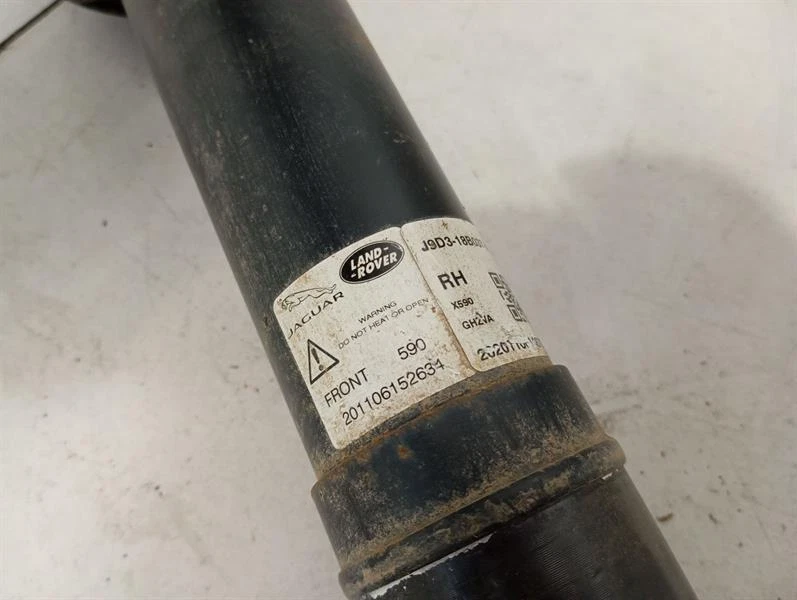 JAGUAR
LAND-
-ROVER
WARNING
DO NOT HEAT OR OPEN
FRONT 590
201106152634
RH
X590
GH2VA